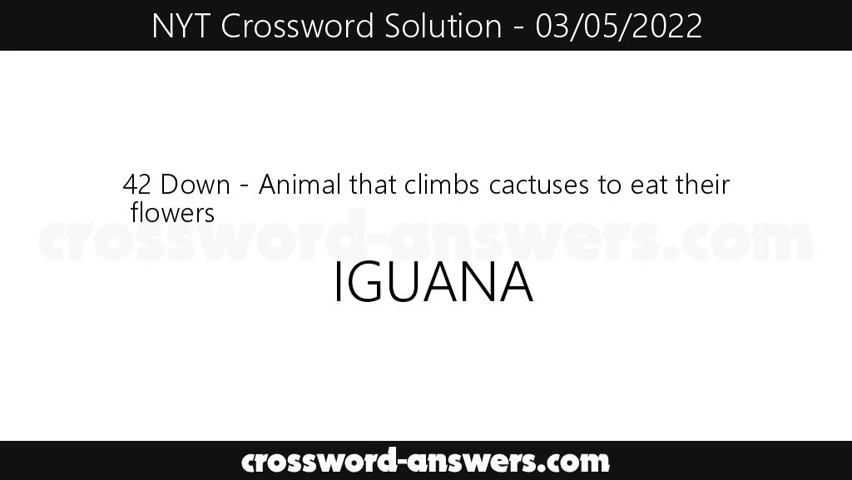 NYT Crossword Solution - 03/05/2022
42 Down - Animal that climbs cactuses to eat their
flowers
crossword-answers.com
IGUANA
crossword-answers.com